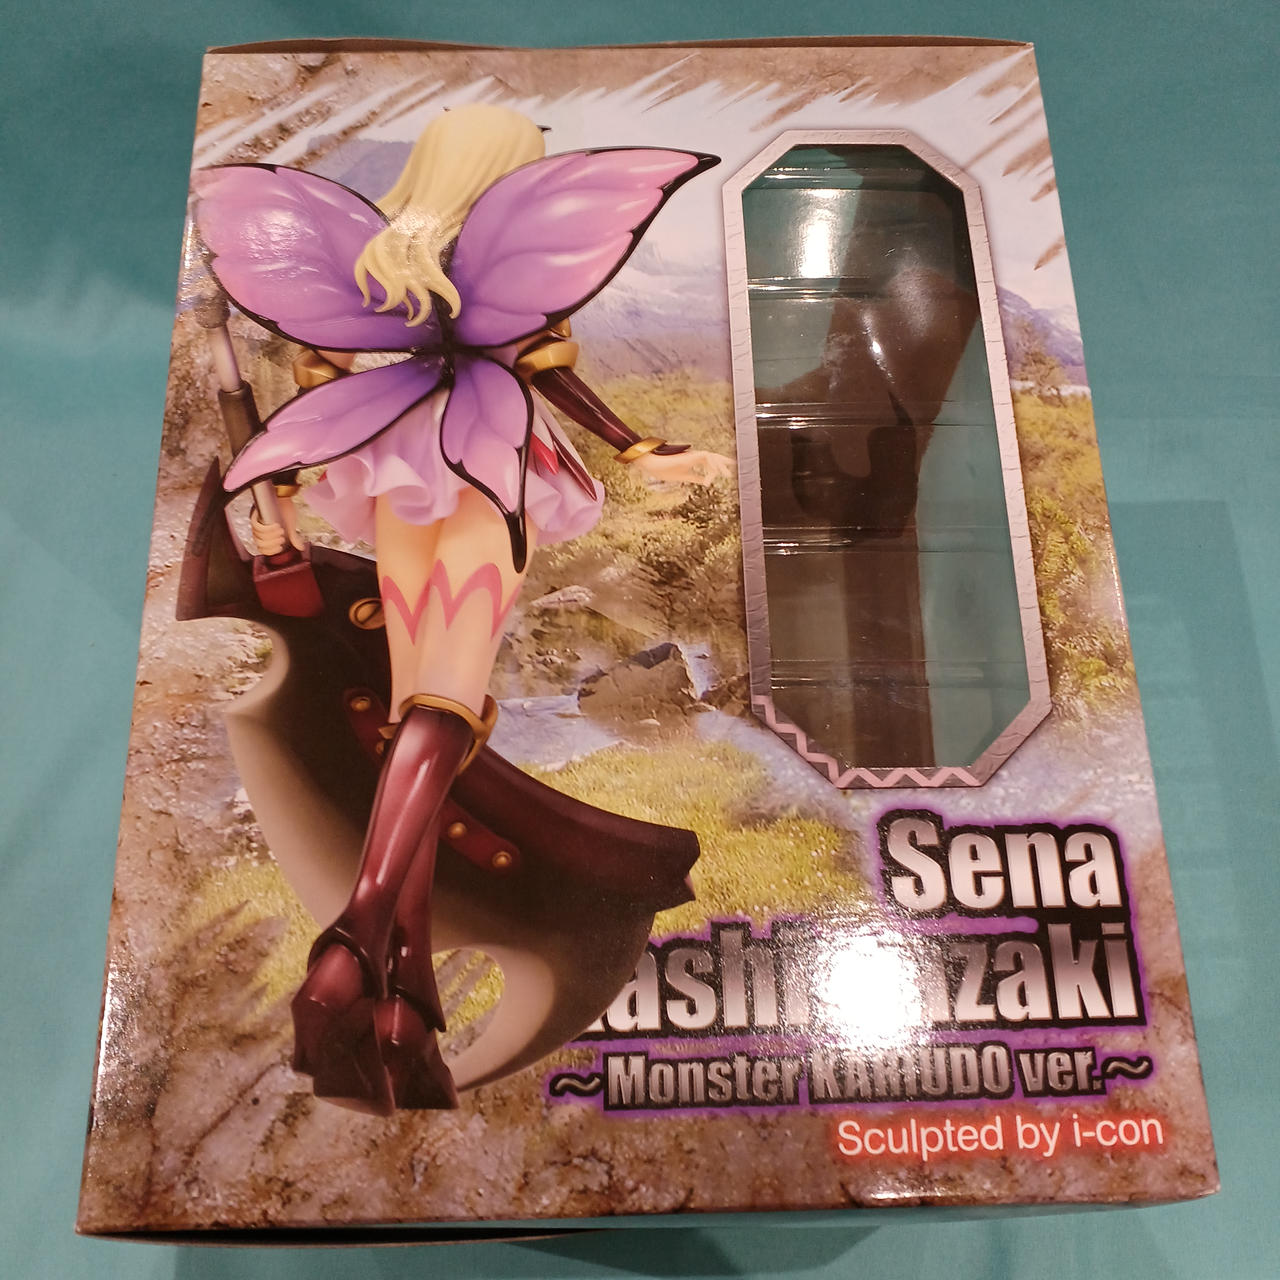 Sena
~Monster KARIUDO ver.~
Sculpted by i-con